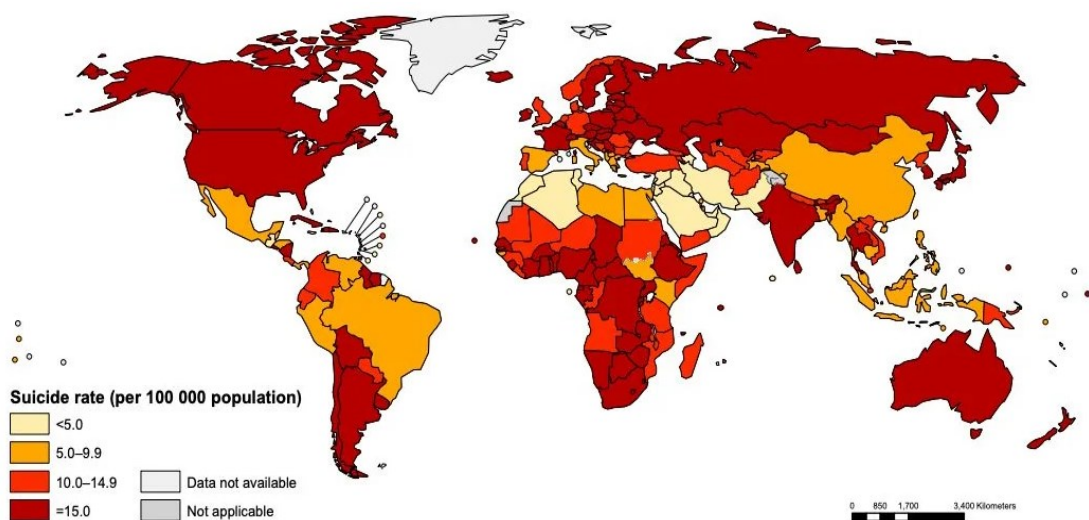 Suicide rate (per 100 000 population)
<5.0
5.0–9.9
10.0–14.9
=15.0
Data not available
Not applicable
0 850 1,700 3,400 Kilometers